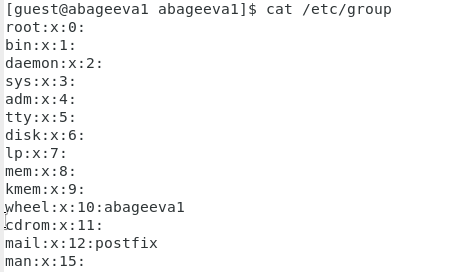 [guest@abageeva1 abageeva1]$ cat /etc/group
root:x:0:
bin:x:1:
daemon:x:2:
sys:x:3:
adm:x:4:
tty:x:5:
disk:x:6:
lp:x:7:
mem:x:8:
kmem:x:9:
wheel:x:10:abageeva1
cdrom:x:11:
mail:x:12:postfix
man:x:15: